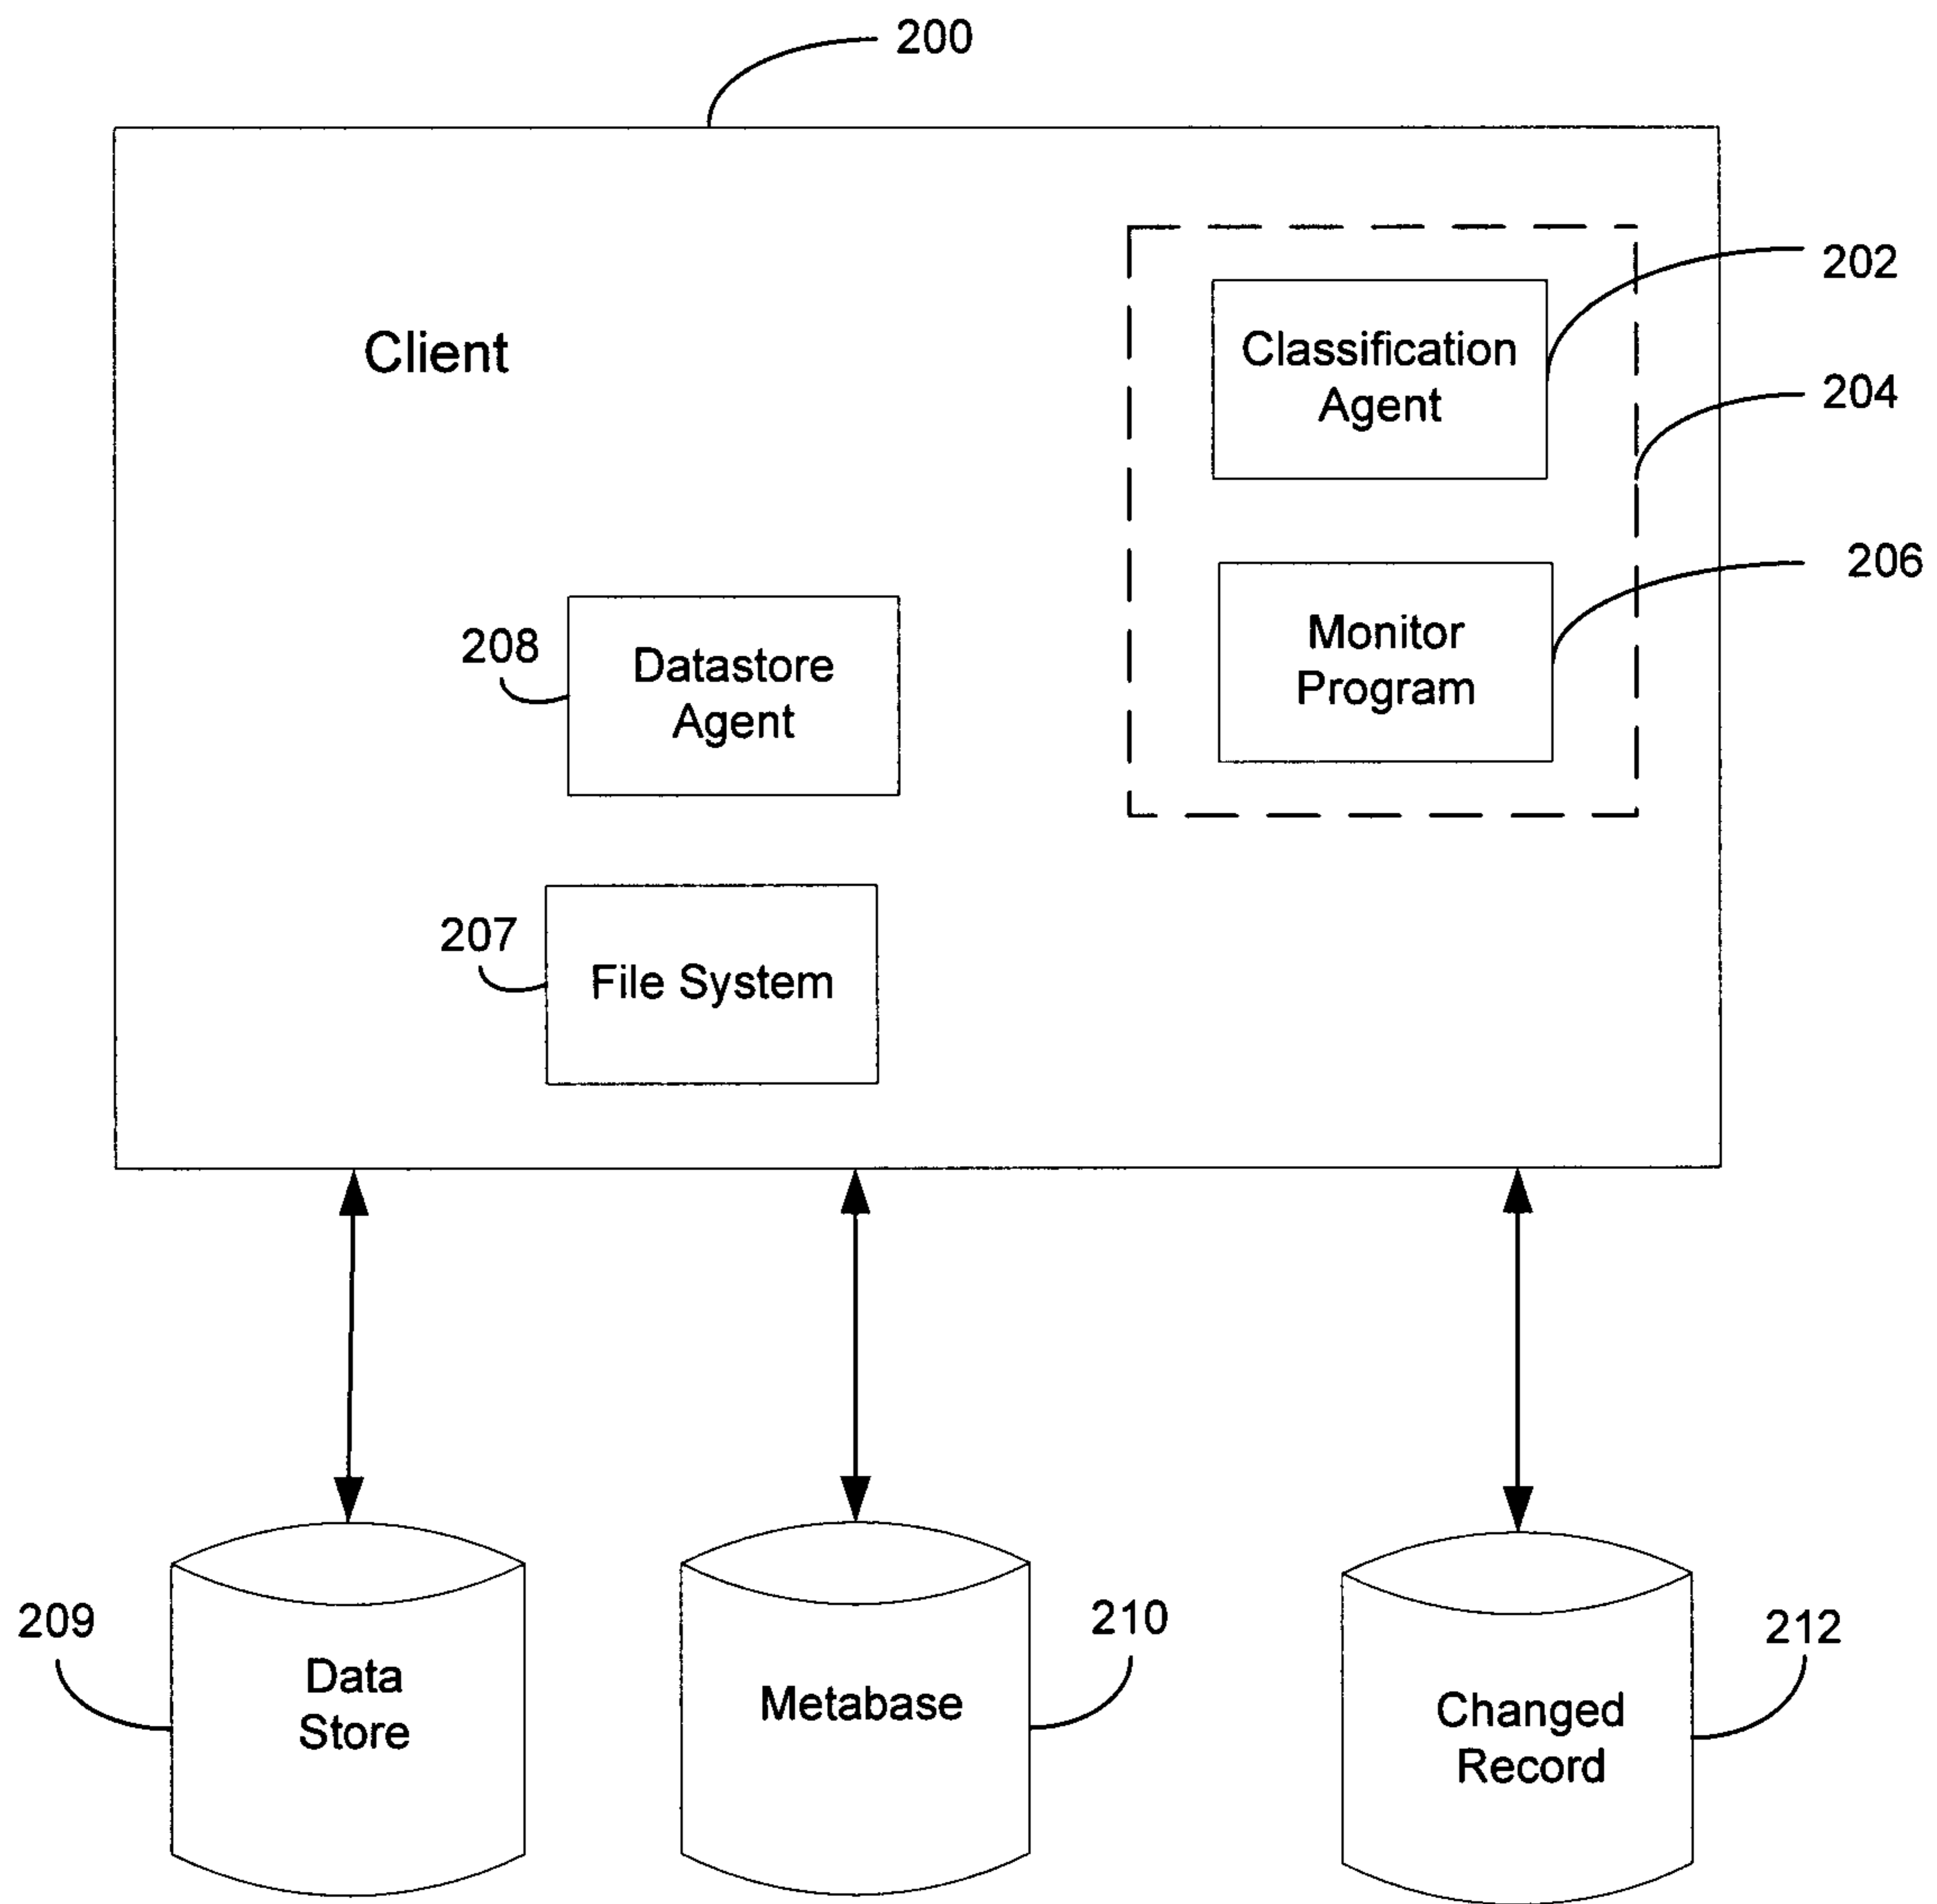 200
202
Client
Classification
Agent
204
206
Monitor
Program
208
Datastore
Agent
207
File System
209
Data
Store
210
Metabase
212
Changed
Record